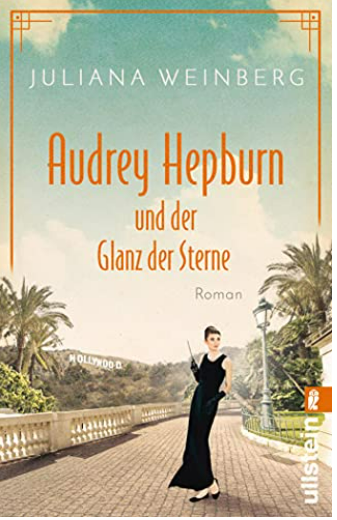 JULIANA WEINBERG
Audrey Hepburn
und der
Glanz der Sterne
Roman
HOLLYWOOD
ullstein